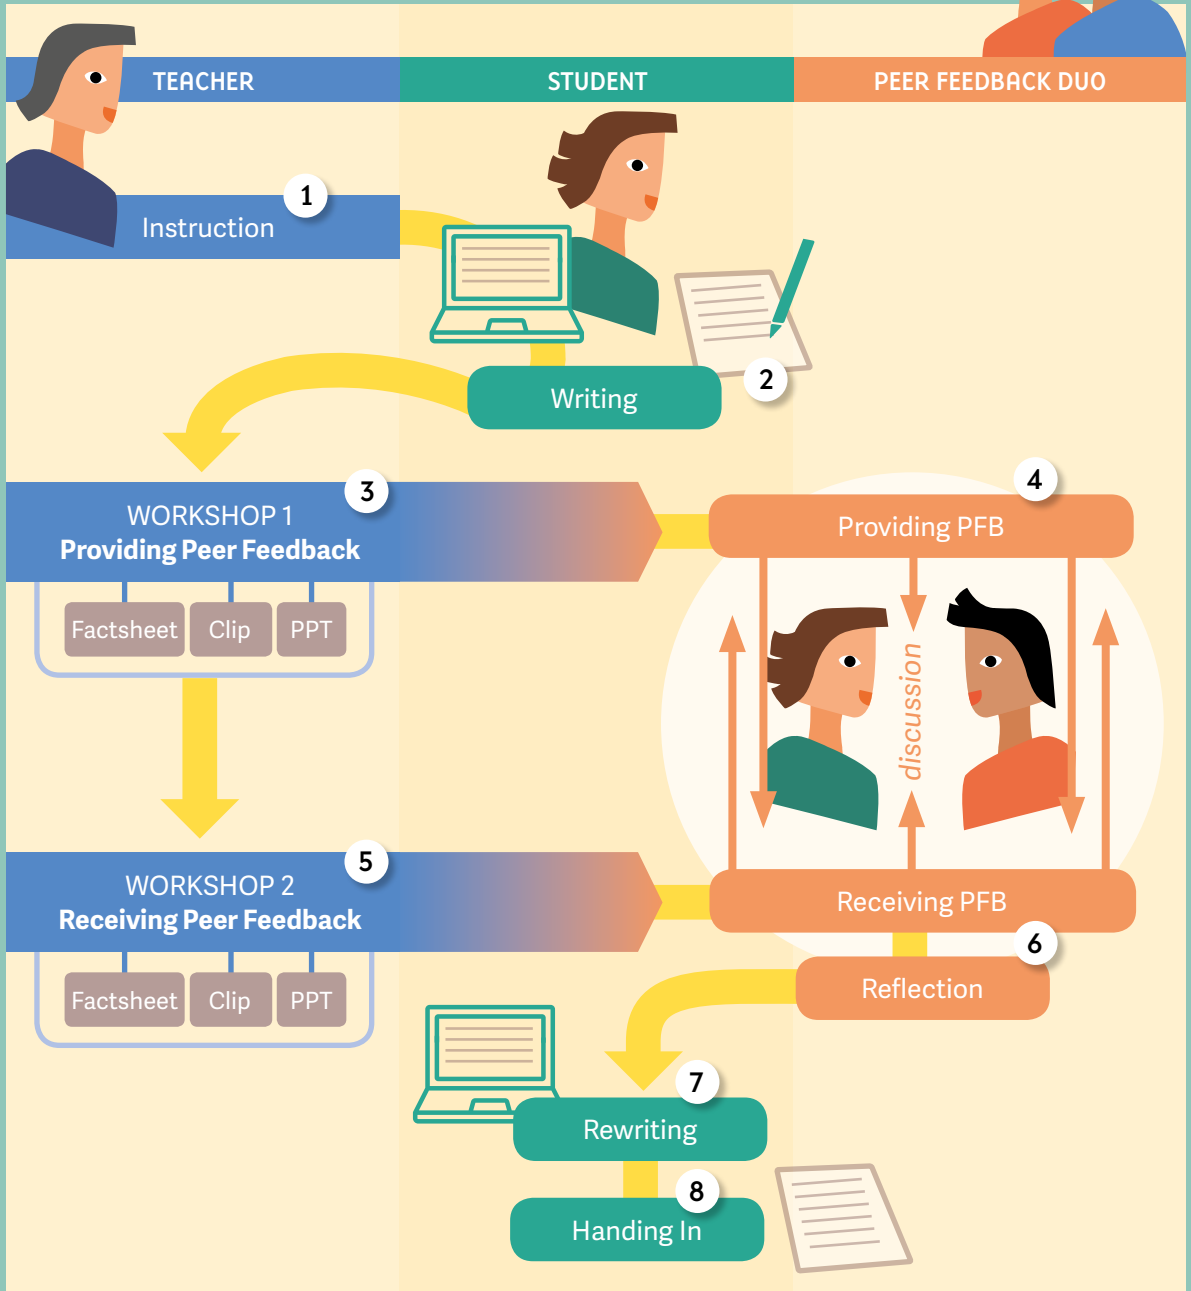 TEACHER
STUDENT
PEER FEEDBACK DUO
1
Instruction
2
Writing
3
WORKSHOP 1
Providing Peer Feedback
Factsheet
Clip
PPT
4
Providing PFB
discussion
5
WORKSHOP 2
Receiving Peer Feedback
Factsheet
Clip
PPT
Receiving PFB
6
Reflection
7
Rewriting
8
Handing In